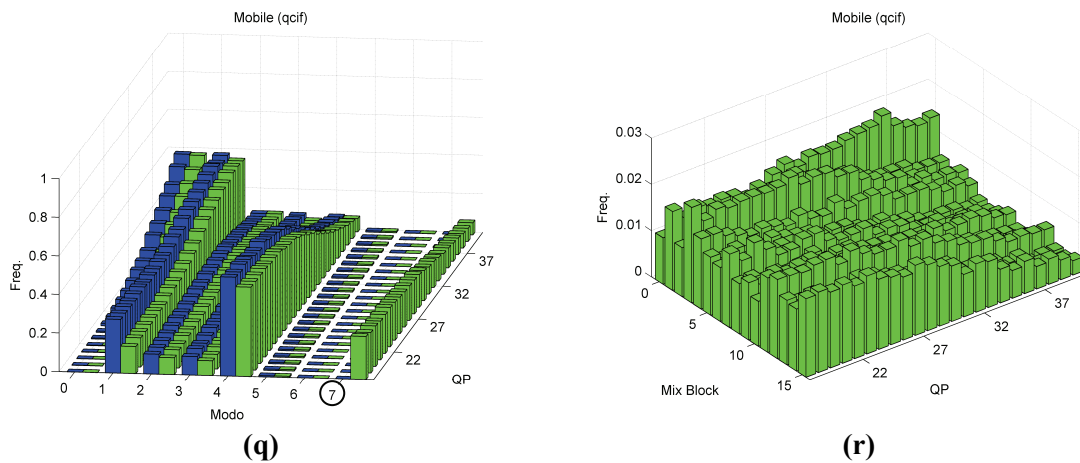 Mobile (qcif)
1
0.8
0.6
0.4
0.2
0
Freq.
0 1 2 3 4 5 6 7
Modo
22
27
32
37
QP
(q)
Mobile (qcif)
0.03
0.02
0.01
0
Freq.
0
5
10
15
Mix Block
22
27
32
37
QP
(r)